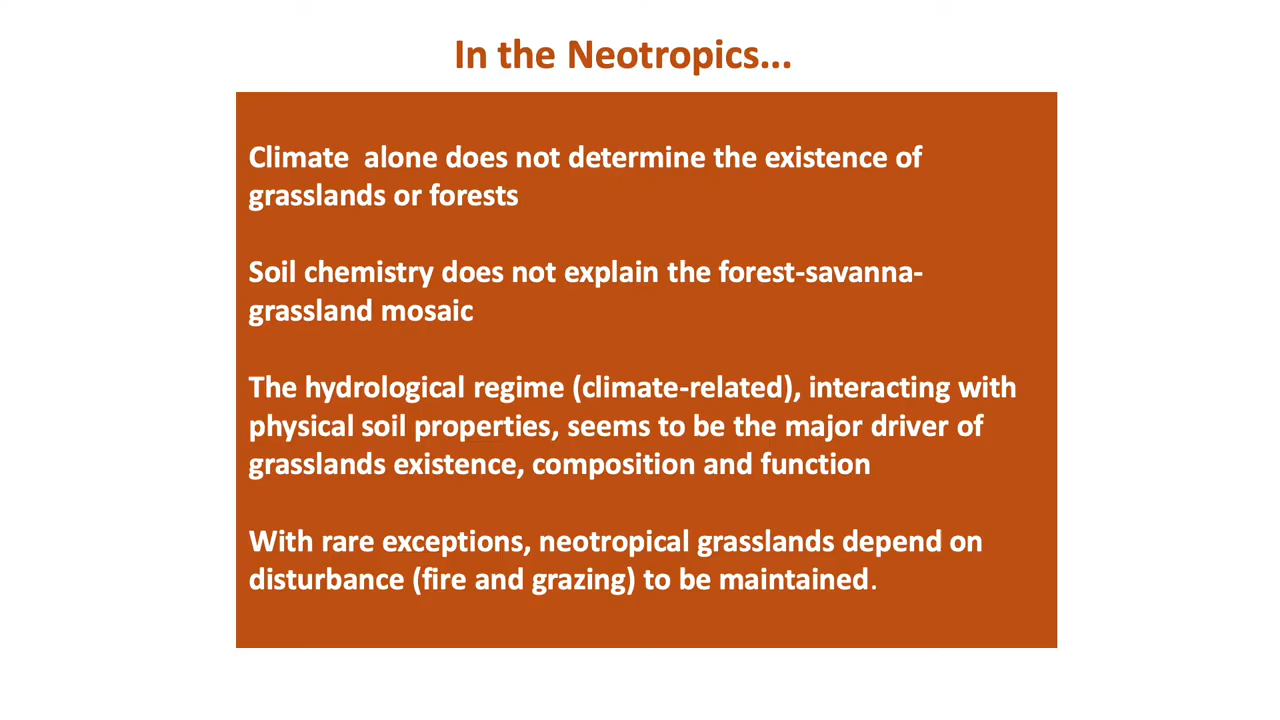 In the Neotropics...
Climate  alone does not determine the existence of
grasslands or forests
Soil chemistry does not explain the forest-savanna-
grassland mosaic
The hydrological regime (climate-related), interacting with
physical soil properties, seems to be the major driver of
grasslands existence, composition and function
With rare exceptions, neotropical grasslands depend on
disturbance (fire and grazing) to be maintained.